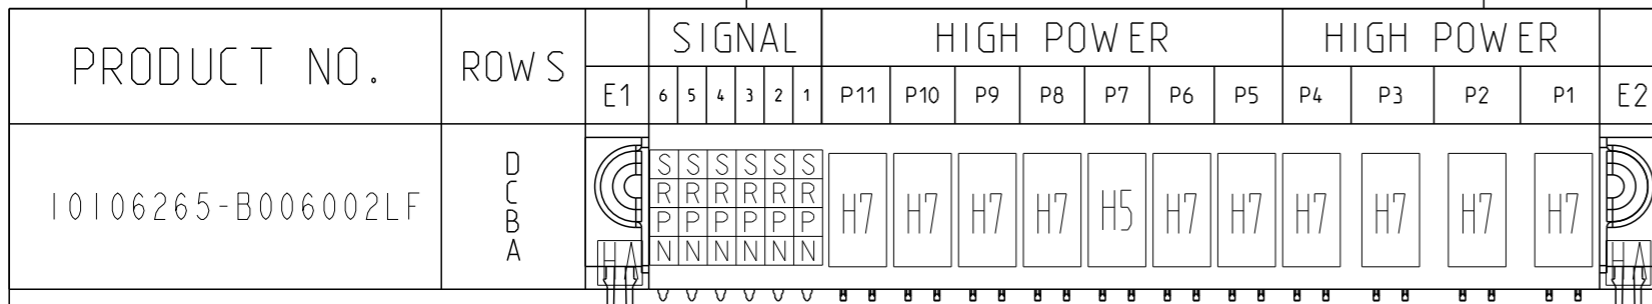 PRODUCT NO. ROWS SIGNAL HIGH POWER HIGH POWER
E1 6 5 4 3 2 1 P11 P10 P9 P8 P7 P6 P5 P4 P3 P2 P1 E2
10106265-B006002LF
D S S S S S S
C R R R R R R
B P P P P P P
A N N N N N N
H7 H7 H7 H7 H5 H7 H7 H7 H7 H7 H7
H H